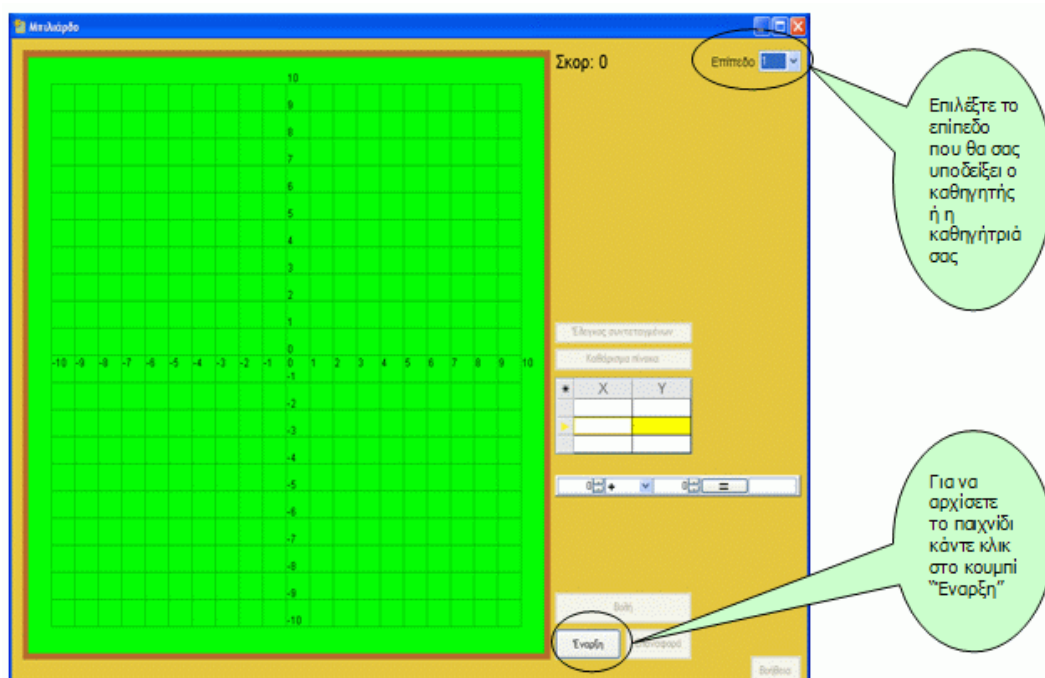 Μπιλιάρδο
Σκορ: 0
Επίπεδο 1
10
9
8
7
6
5
4
3
2
1
0
-10 -9 -8 -7 -6 -5 -4 -3 -2 -1 0 1 2 3 4 5 6 7 8 9 10
-1
-2
-3
-4
-5
-6
-7
-8
-9
-10
Έλεγχος συντεταγμένων
Καθάρισμα πίνακα
* X Y
0 + 0 =
Βολή
Έναρξη
Επαναφορά
Βοήθεια
Επιλέξτε το
επίπεδο
που θα σας
υποδείξει ο
καθηγητής
ή η
καθηγήτριά
σας
Για να
αρχίσετε
το παιχνίδι
κάντε κλικ
στο κουμπί
"Έναρξη"